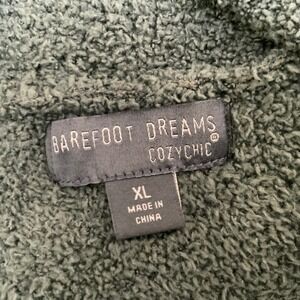 BAREFOOT DREAMS®
COZYCHIC
XL
MADE IN
CHINA